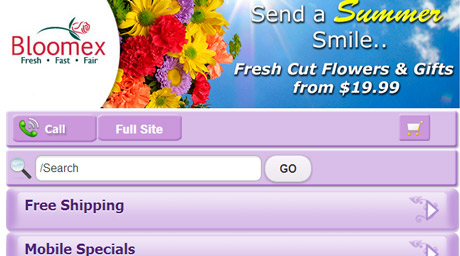 Send a Summer
Smile..
Bloomex
Fresh • Fast • Fair
Fresh Cut Flowers & Gifts
from $19.99
Call
Full Site
/Search
GO
Free Shipping
Mobile Specials